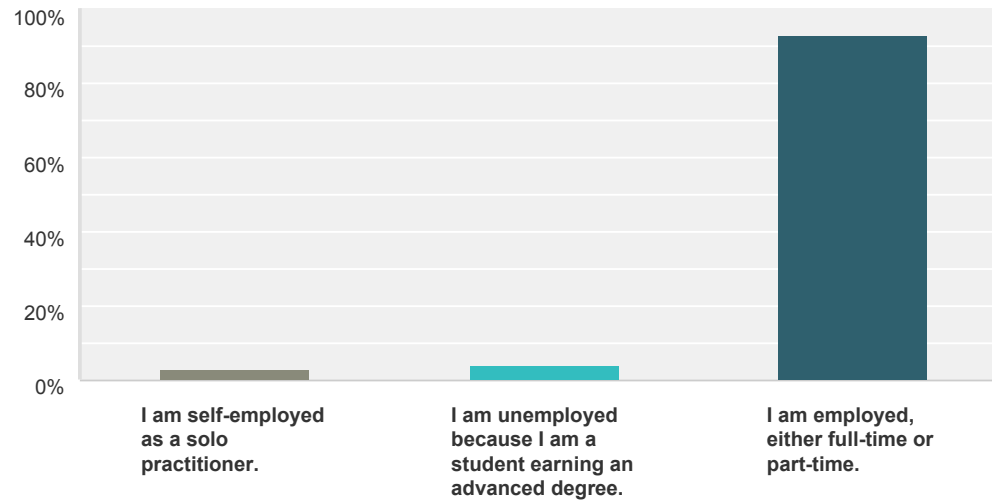 100%
80%
60%
40%
20%
0%
I am self-employed
as a solo
practitioner.
I am unemployed
because I am a
student earning an
advanced degree.
I am employed,
either full-time or
part-time.